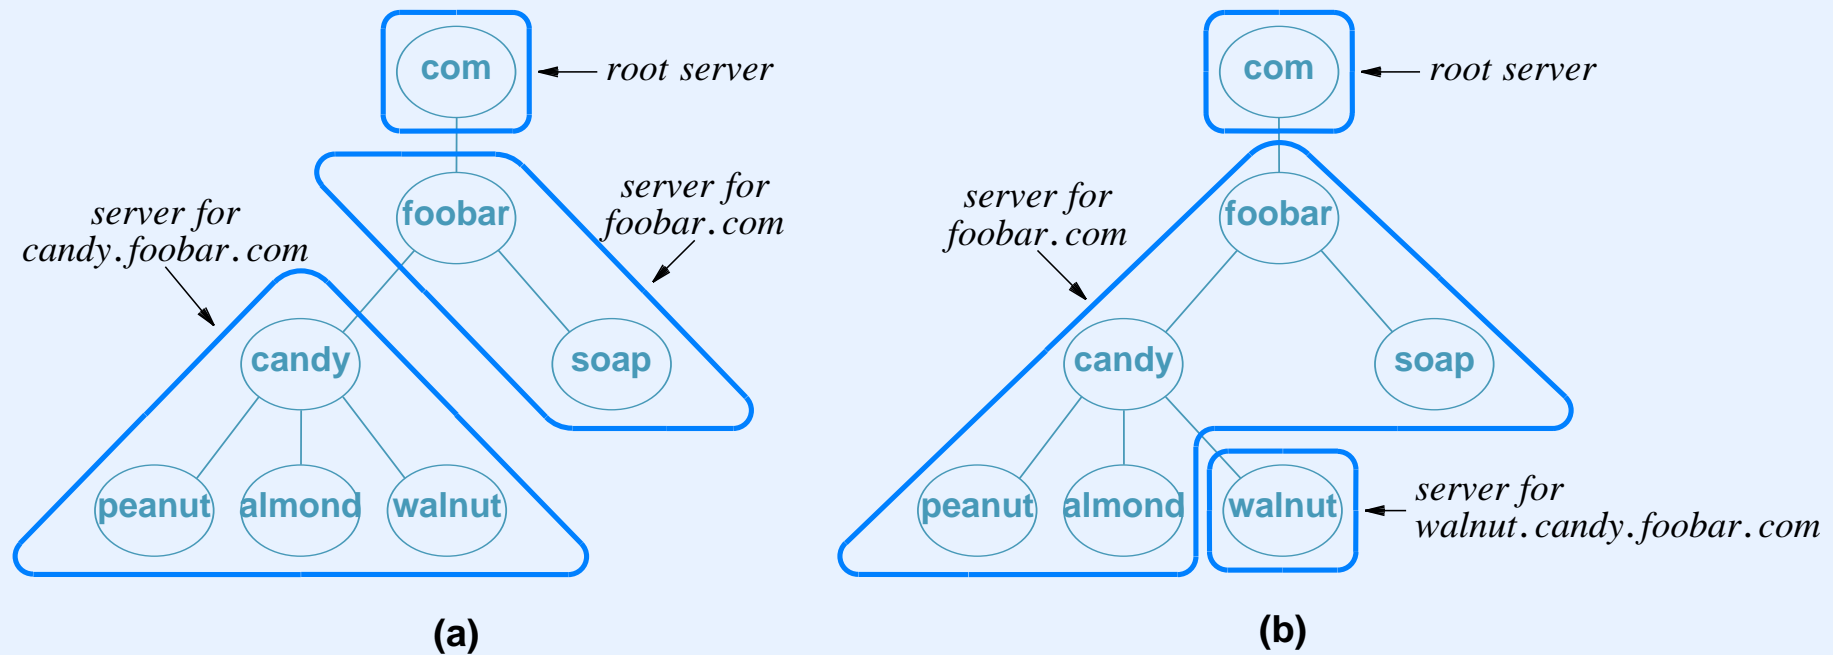 com
root server
server for
foobar.com
foobar
server for
candy.foobar.com
candy
soap
peanut
almond
walnut
(a)
com
root server
server for
foobar.com
foobar
candy
soap
peanut
almond
walnut
server for
walnut.candy.foobar.com
(b)